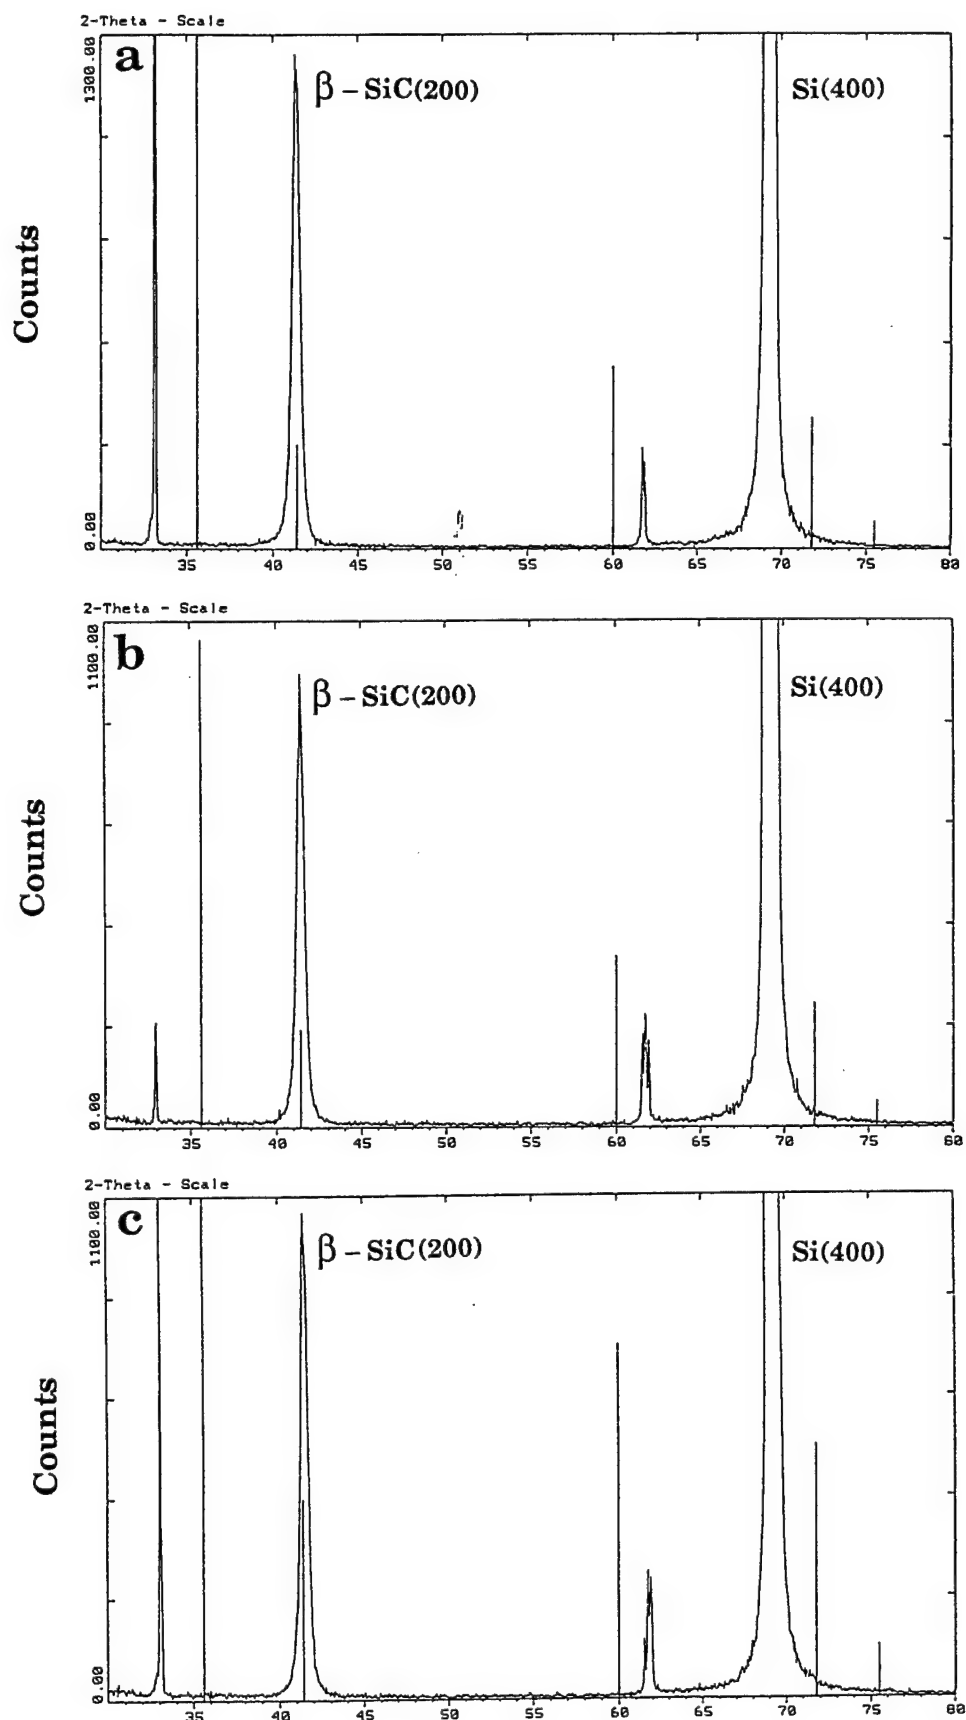 2-Theta - Scale
a
1300.00
β - SiC(200)
Si(400)
Counts
0.00
35 40 45 50 55 60 65 70 75 80
2-Theta - Scale
b
1100.00
β - SiC(200)
Si(400)
Counts
0.00
35 40 45 50 55 60 65 70 75 80
2-Theta - Scale
c
1100.00
β - SiC(200)
Si(400)
Counts
0.00
35 40 45 50 55 60 65 70 75 80